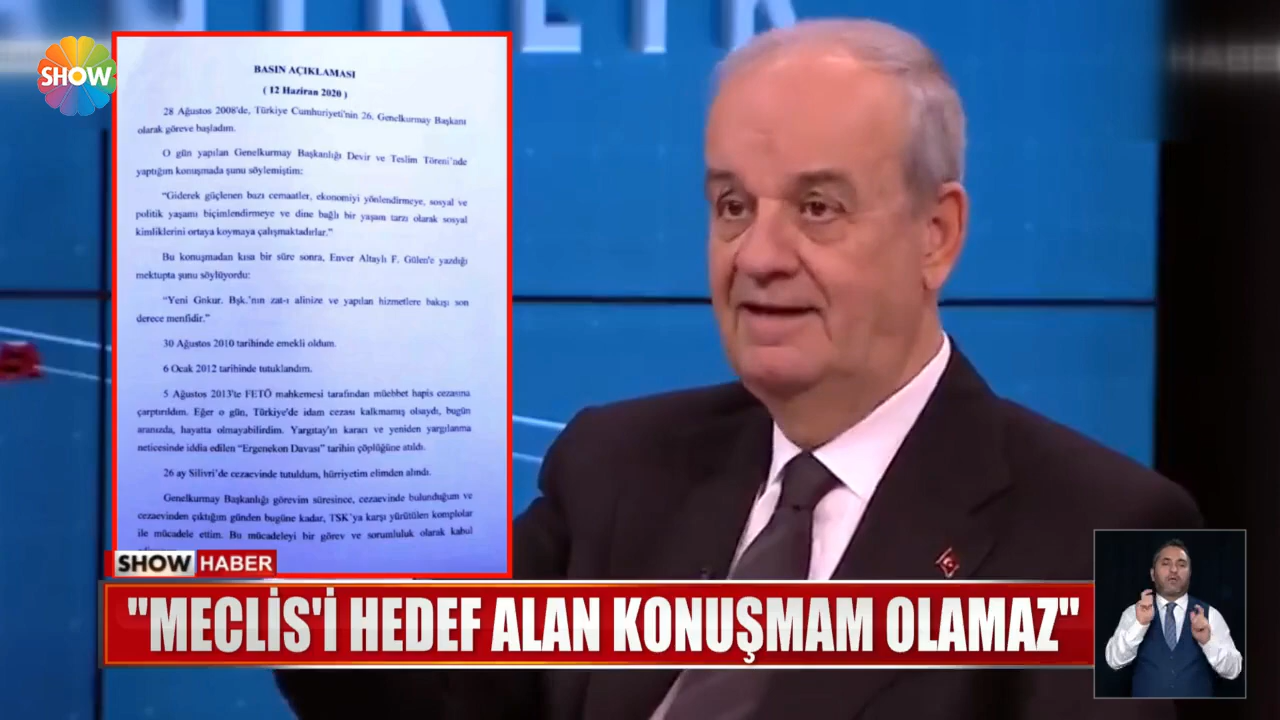 SHOW
BASIN AÇIKLAMASI
( 12 Haziran 2020 )
28 Ağustos 2008'de, Türkiye Cumhuriyeti'nin 26. Genelkurmay Başkanı
olarak göreve başladım.
O gün yapılan Genelkurmay Başkanlığı Devir ve Teslim Töreni'nde
yaptığım konuşmada şunu söylemiştim:
"Giderek güçlenen bazı cemaatler, ekonomiyi yönlendirmeye, sosyal ve
politik yaşamı biçimlendirmeye ve dine bağlı bir yaşam tarzı olarak sosyal
kimliklerini ortaya koymaya çalışmaktadırlar."
Bu konuşmadan kısa bir süre sonra, Enver Altaylı F. Gülen'e yazdığı
mektupta şunu söylüyordu:
"Yeni Gnkur. Bşk.'nın zat-ı alinize ve yapılan hizmetlere bakışı son
derece menfidir."
30 Ağustos 2010 tarihinde emekli oldum.
6 Ocak 2012 tarihinde tutuklandım.
5 Ağustos 2013'te FETÖ mahkemesi tarafından müebbet hapis cezasına
çarptırıldım. Eğer o gün, Türkiye'de idam cezası kalkmamış olsaydı, bugün
aranızda, hayatta olmayabilirdim. Yargıtay'ın kararı ve yeniden yargılanma
neticesinde iddia edilen "Ergenekon Davası" tarihin çöplüğüne atıldı.
26 ay Silivri'de cezaevinde tutuldum, hürriyetim elimden alındı.
Genelkurmay Başkanlığı görevim süresince, cezaevinde bulunduğum ve
cezaevinden çıktığım günden bugüne kadar, TSK'ya karşı yürütülen komplolar
ile mücadele ettim. Bu mücadeleyi bir görev ve sorumluluk olarak kabul
SHOW HABER
"MECLİS'İ HEDEF ALAN KONUŞMAM OLAMAZ"